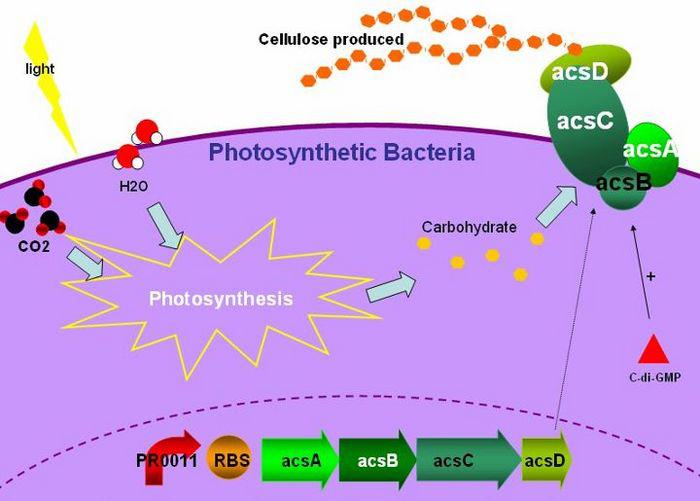 Cellulose produced
light
acsD
acsC
acsA
acsB
Photosynthetic Bacteria
H2O
CO2
Carbohydrate
Photosynthesis
+
C-di-GMP
PR0011
RBS
acsA
acsB
acsC
acsD